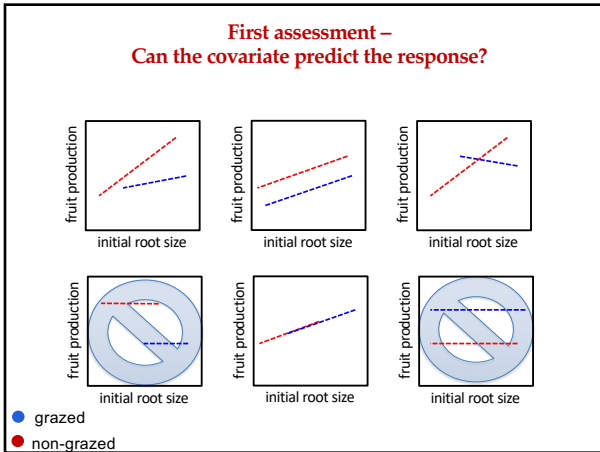 First assessment –
Can the covariate predict the response?
fruit production
initial root size
fruit production
initial root size
fruit production
initial root size
fruit production
initial root size
fruit production
initial root size
fruit production
initial root size
grazed
non-grazed